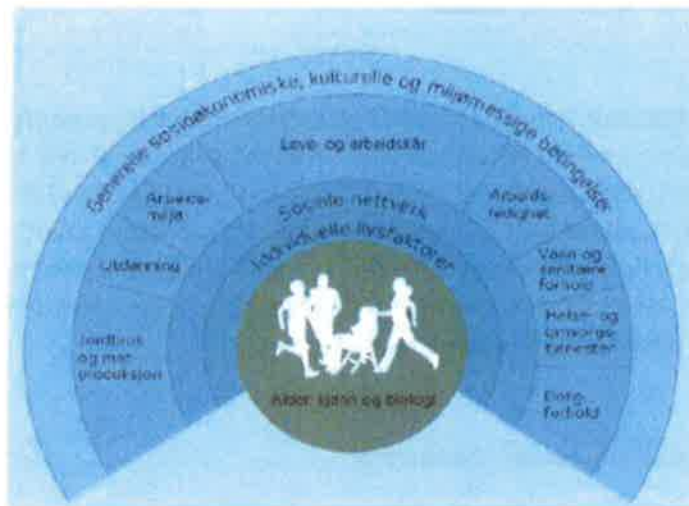 Generelle sosioøkonomiske, kulturelle og miljømessige betingelser
Leve- og arbeidskår
Arbeids-
miljø
Arbeids-
ledighet
Sosiale nettverk
Individuelle livsfaktorer
Utdanning
Vann og
sanitære
forhold
Jordbruk
og mat
produksjon
Helse- og
omsorgs-
tjenester
Bolig-
forhold
Alder kjønn og biologi